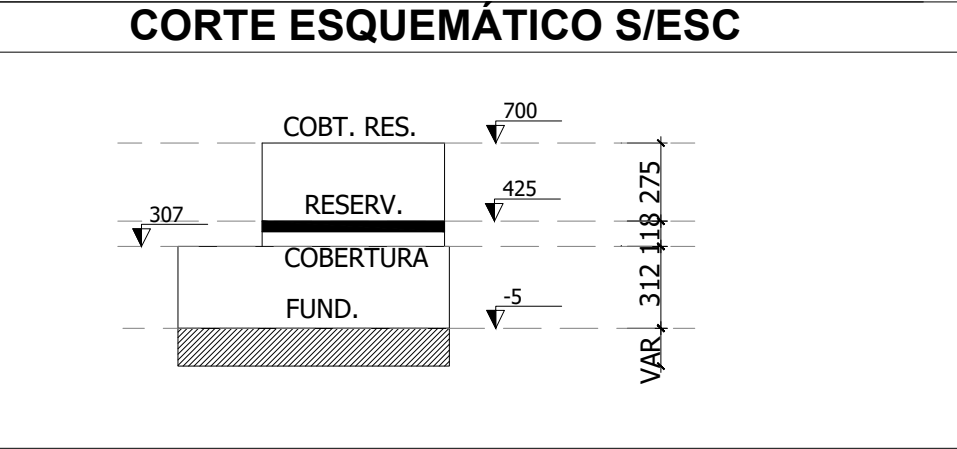 CORTE ESQUEMÁTICO S/ESC
700
COBT. RES.
275
425
RESERV.
307
118
COBERTURA
312
-5
FUND.
VAR